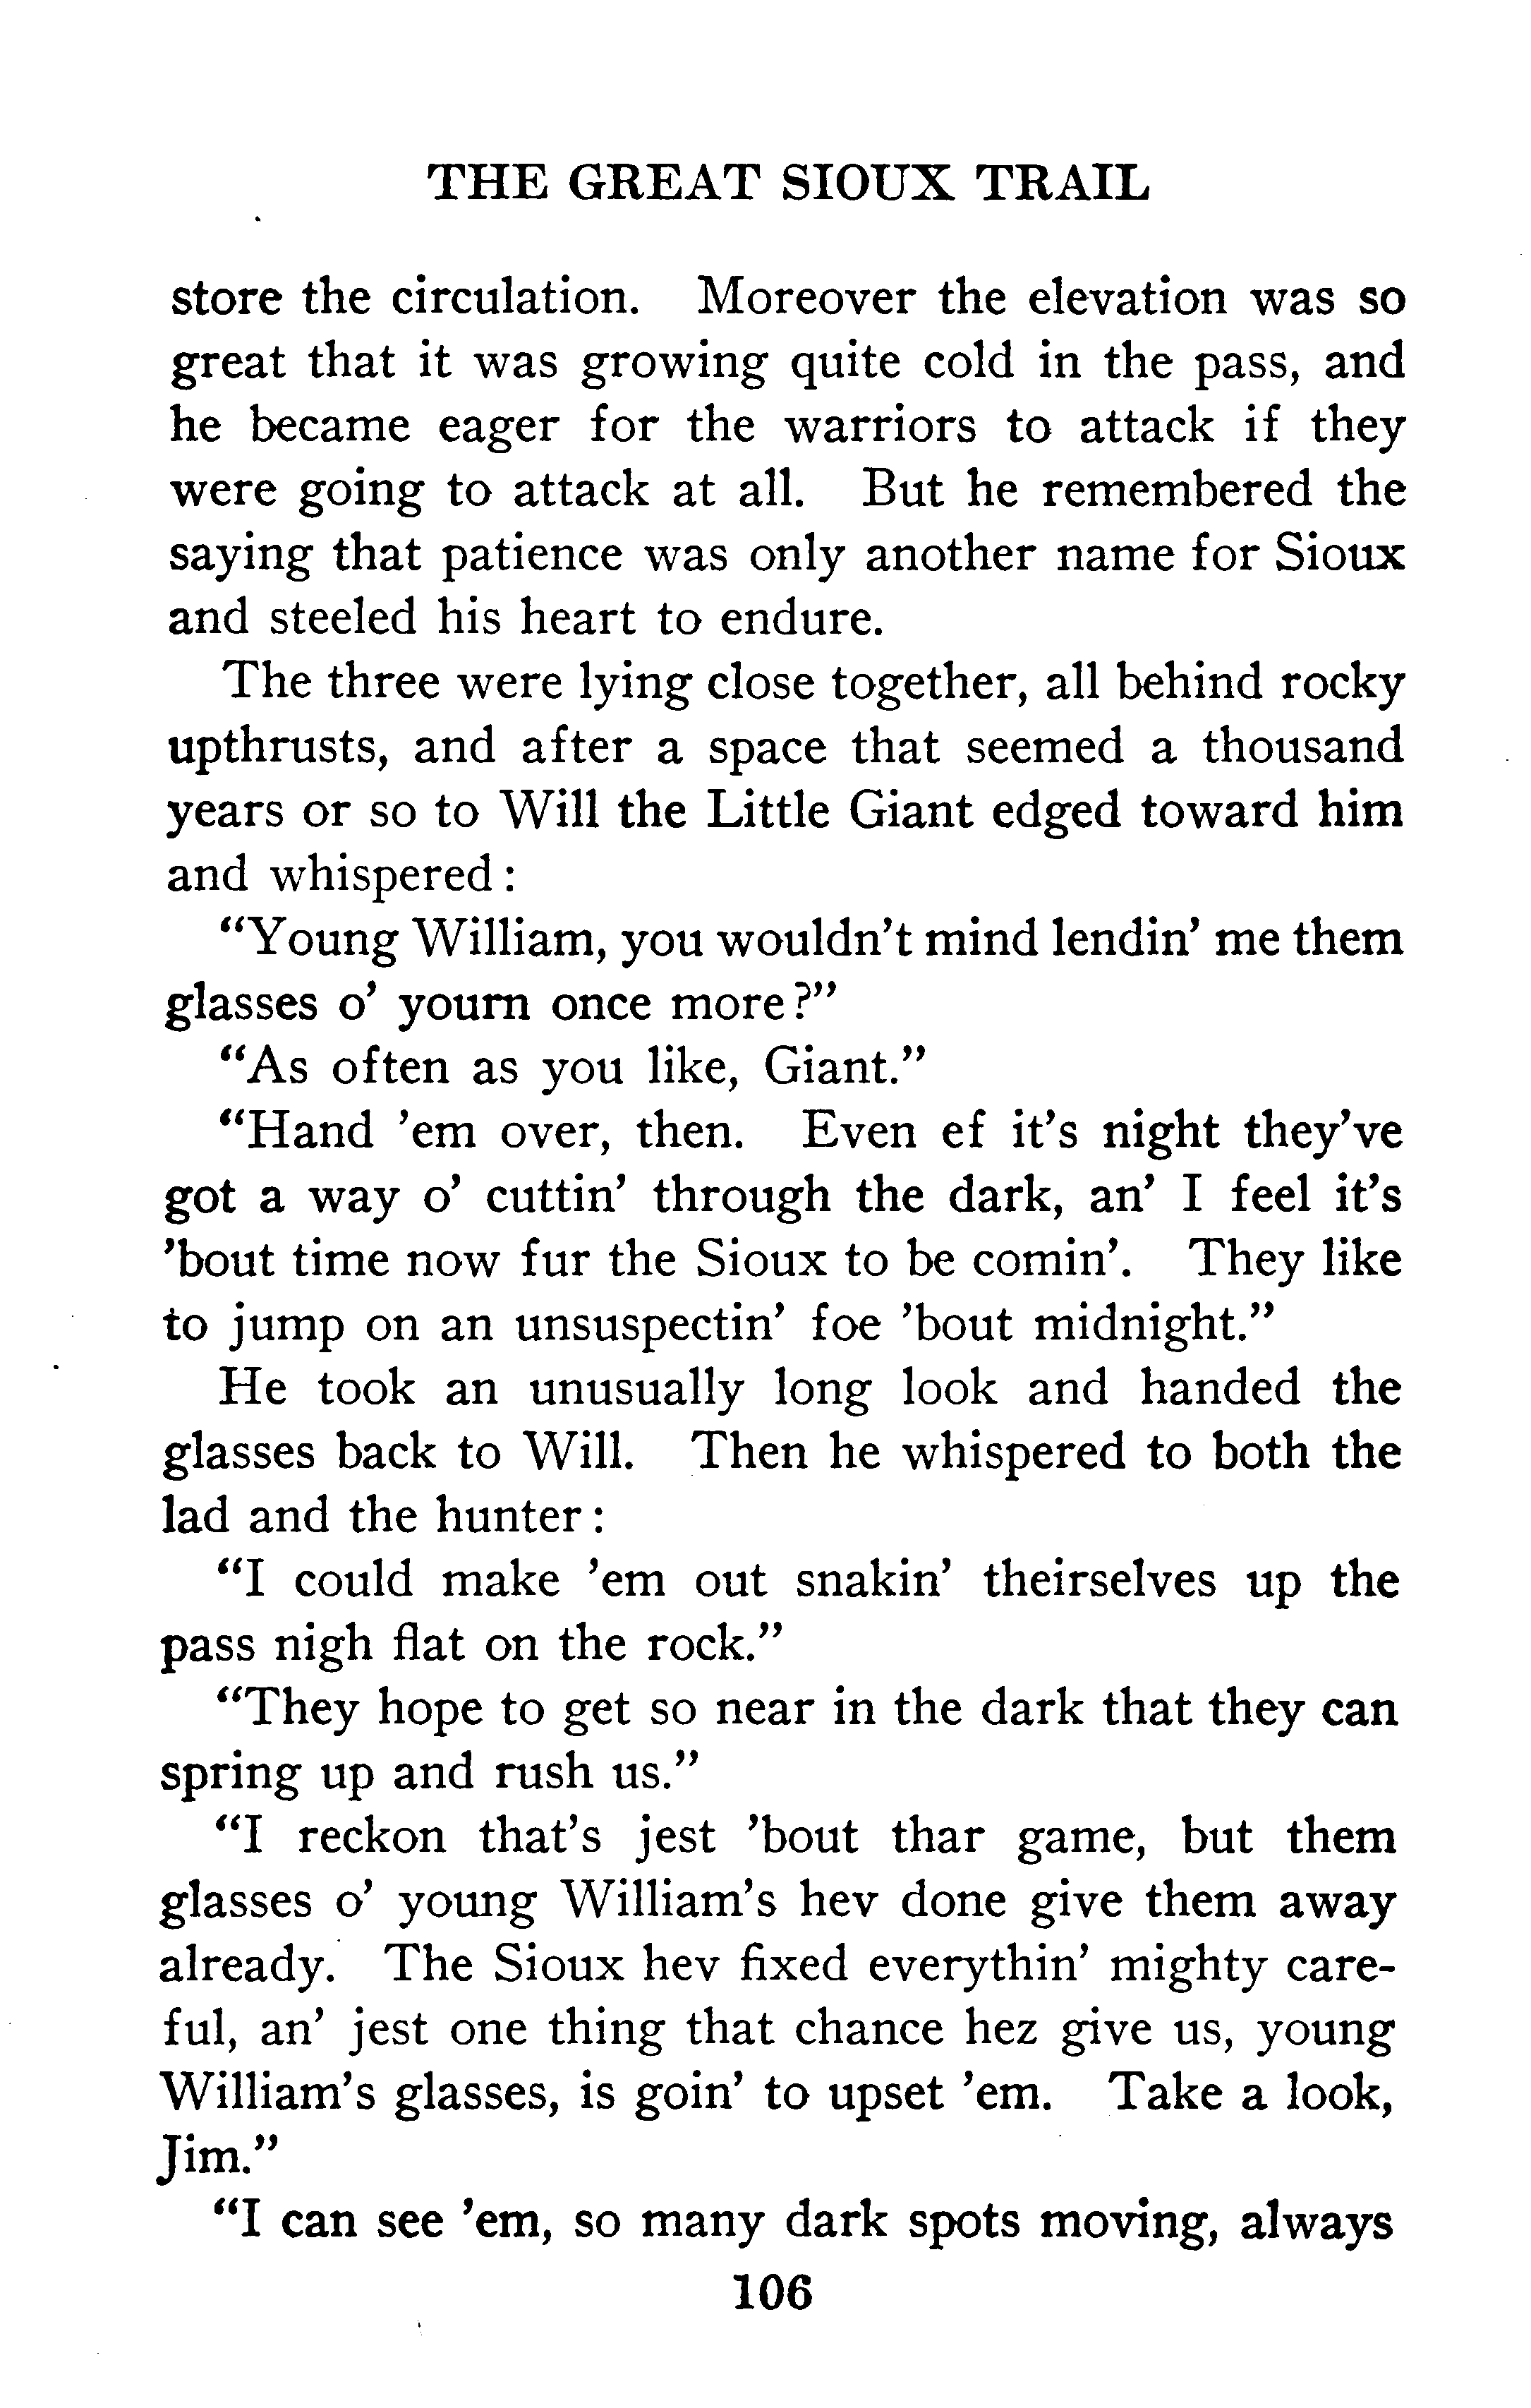 THE GREAT SIOUX TRAIL
store the circulation. Moreover the elevation was so
great that it was growing quite cold in the pass, and
he became eager for the warriors to attack if they
were going to attack at all. But he remembered the
saying that patience was only another name for Sioux
and steeled his heart to endure.
The three were lying close together, all behind rocky
upthrusts, and after a space that seemed a thousand
years or so to Will the Little Giant edged toward him
and whispered:
"Young William, you wouldn't mind lendin' me them
glasses o' yourn once more?"
"As often as you like, Giant."
"Hand 'em over, then. Even ef it's night they've
got a way o' cuttin' through the dark, an' I feel it's
'bout time now fur the Sioux to be comin'. They like
to jump on an unsuspectin' foe 'bout midnight."
He took an unusually long look and handed the
glasses back to Will. Then he whispered to both the
lad and the hunter:
"I could make 'em out snakin' theirselves up the
pass nigh flat on the rock."
"They hope to get so near in the dark that they can
spring up and rush us."
"I reckon that's jest 'bout thar game, but them
glasses o' young William's hev done give them away
already. The Sioux hev fixed everythin' mighty care-
ful, an' jest one thing that chance hez give us, young
William's glasses, is goin' to upset 'em. Take a look,
Jim."
"I can see 'em, so many dark spots moving, always
106